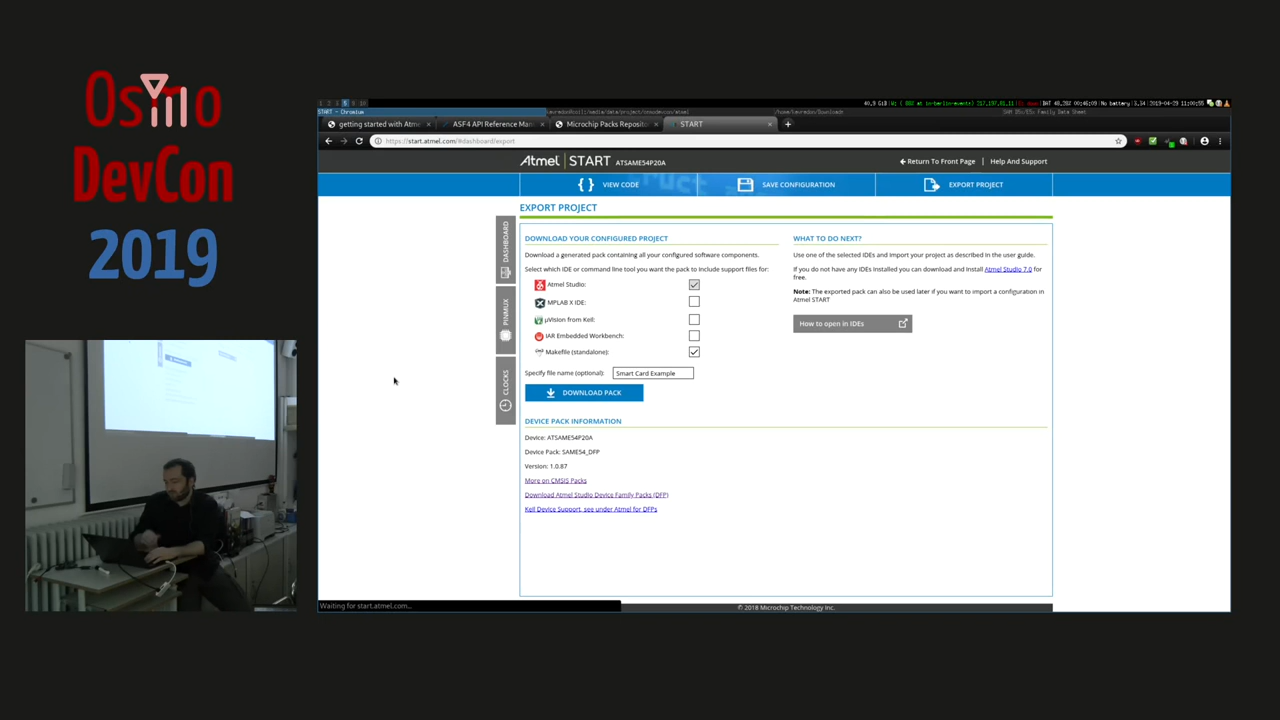 Osmo
DevCon
2019
START - Chromium
getting started with Atme
ASF4 API Reference Man
Microchip Packs Reposito
START
https://start.atmel.com/#dashboard/export
Atmel | START ATSAME54P20A
Return To Front Page | Help And Support
{ } VIEW CODE
SAVE CONFIGURATION
EXPORT PROJECT
EXPORT PROJECT
DASHBOARD
PINMUX
CLOCKS
DOWNLOAD YOUR CONFIGURED PROJECT
Download a generated pack containing all your configured software components.
Select which IDE or command line tool you want the pack to include support files for:
Atmel Studio:
MPLAB X IDE:
µVision from Keil:
IAR Embedded Workbench:
Makefile (standalone):
Specify file name (optional): Smart Card Example
DOWNLOAD PACK
WHAT TO DO NEXT?
Use one of the selected IDEs and import your project as described in the user guide.
If you do not have any IDEs installed you can download and install Atmel Studio 7.0 for
free.
Note: The exported pack can also be used later if you want to import a configuration in
Atmel START
How to open in IDEs
DEVICE PACK INFORMATION
Device: ATSAME54P20A
Device Pack: SAME54_DFP
Version: 1.0.87
More on CMSIS Packs
Download Atmel Studio Device Family Packs (DFP)
Keil Device Support, see under Atmel for DFPs
Waiting for start.atmel.com...
© 2018 Microchip Technology Inc.